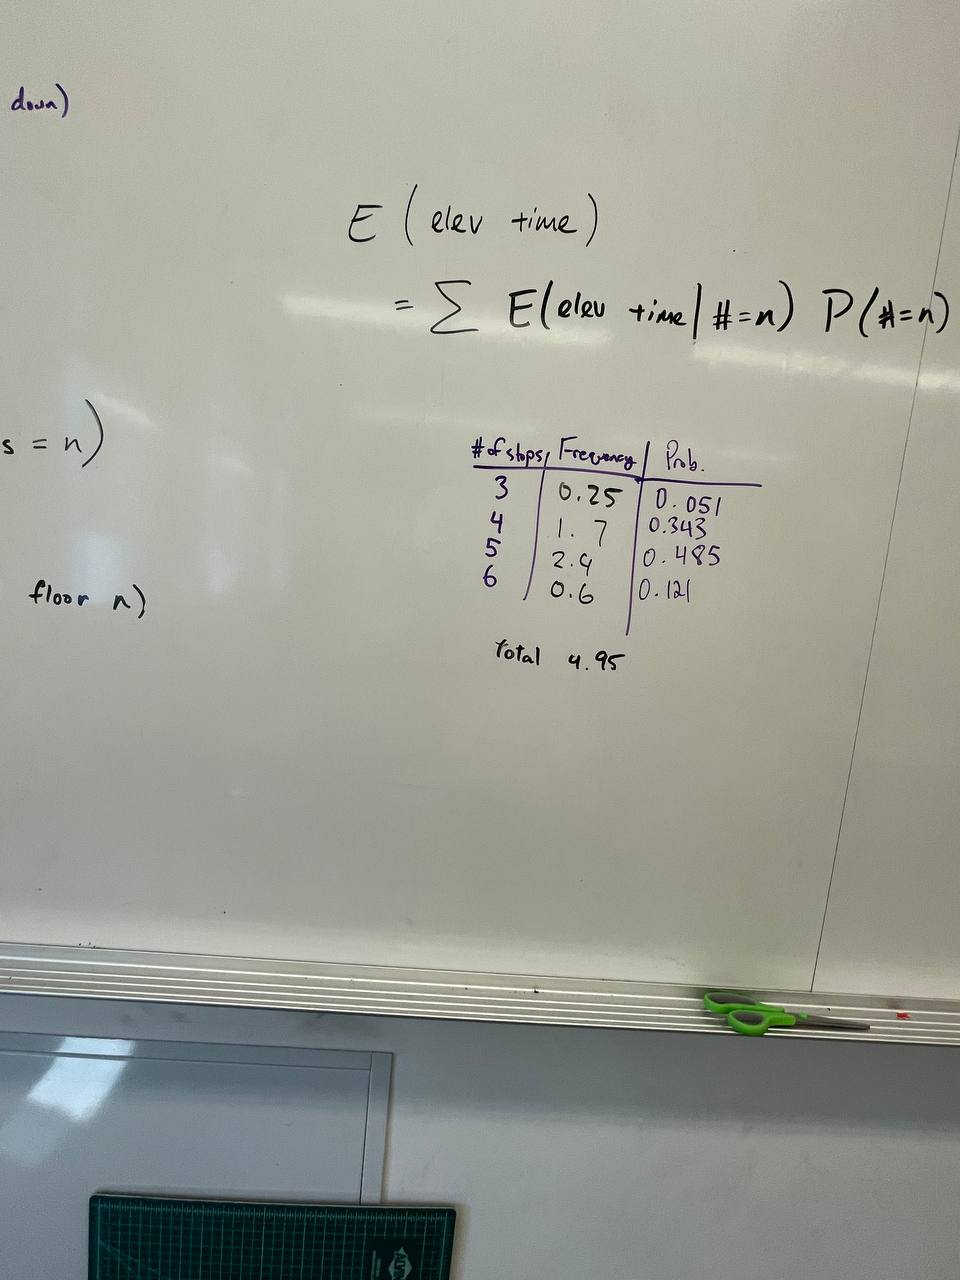 down)
E (elev time)
= ∑ E(elev time | #=n) P(#=n)
s = n)
# of stops Frequency Prob.
3 0.25 0.051
4 1.7 0.343
5 2.4 0.485
6 0.6 0.121
floor n)
Total 4.95